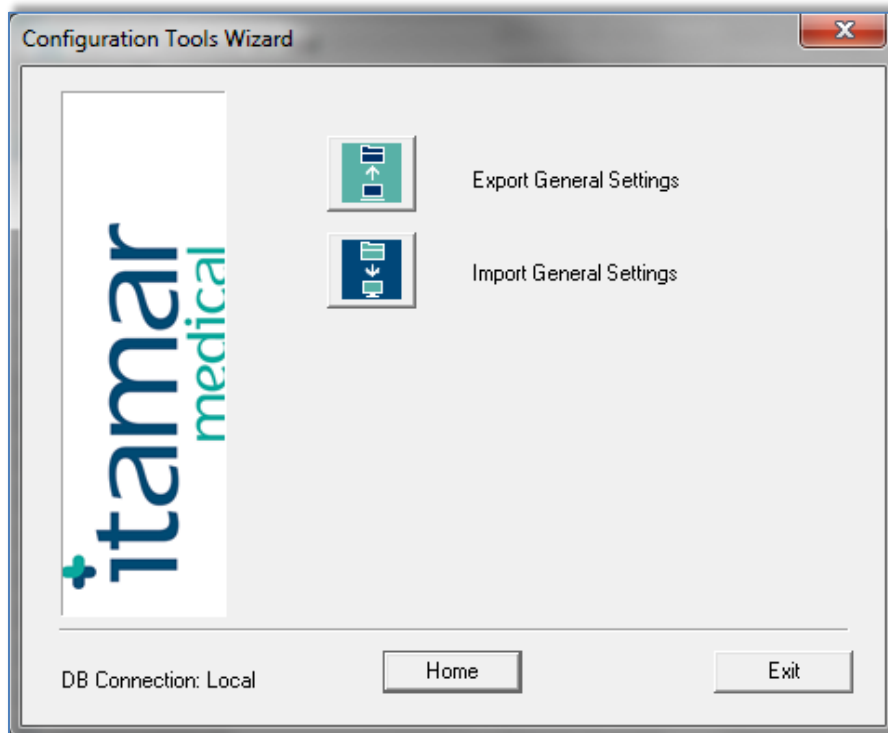 Configuration Tools Wizard
itamar
medical
Export General Settings
Import General Settings
DB Connection: Local
Home
Exit